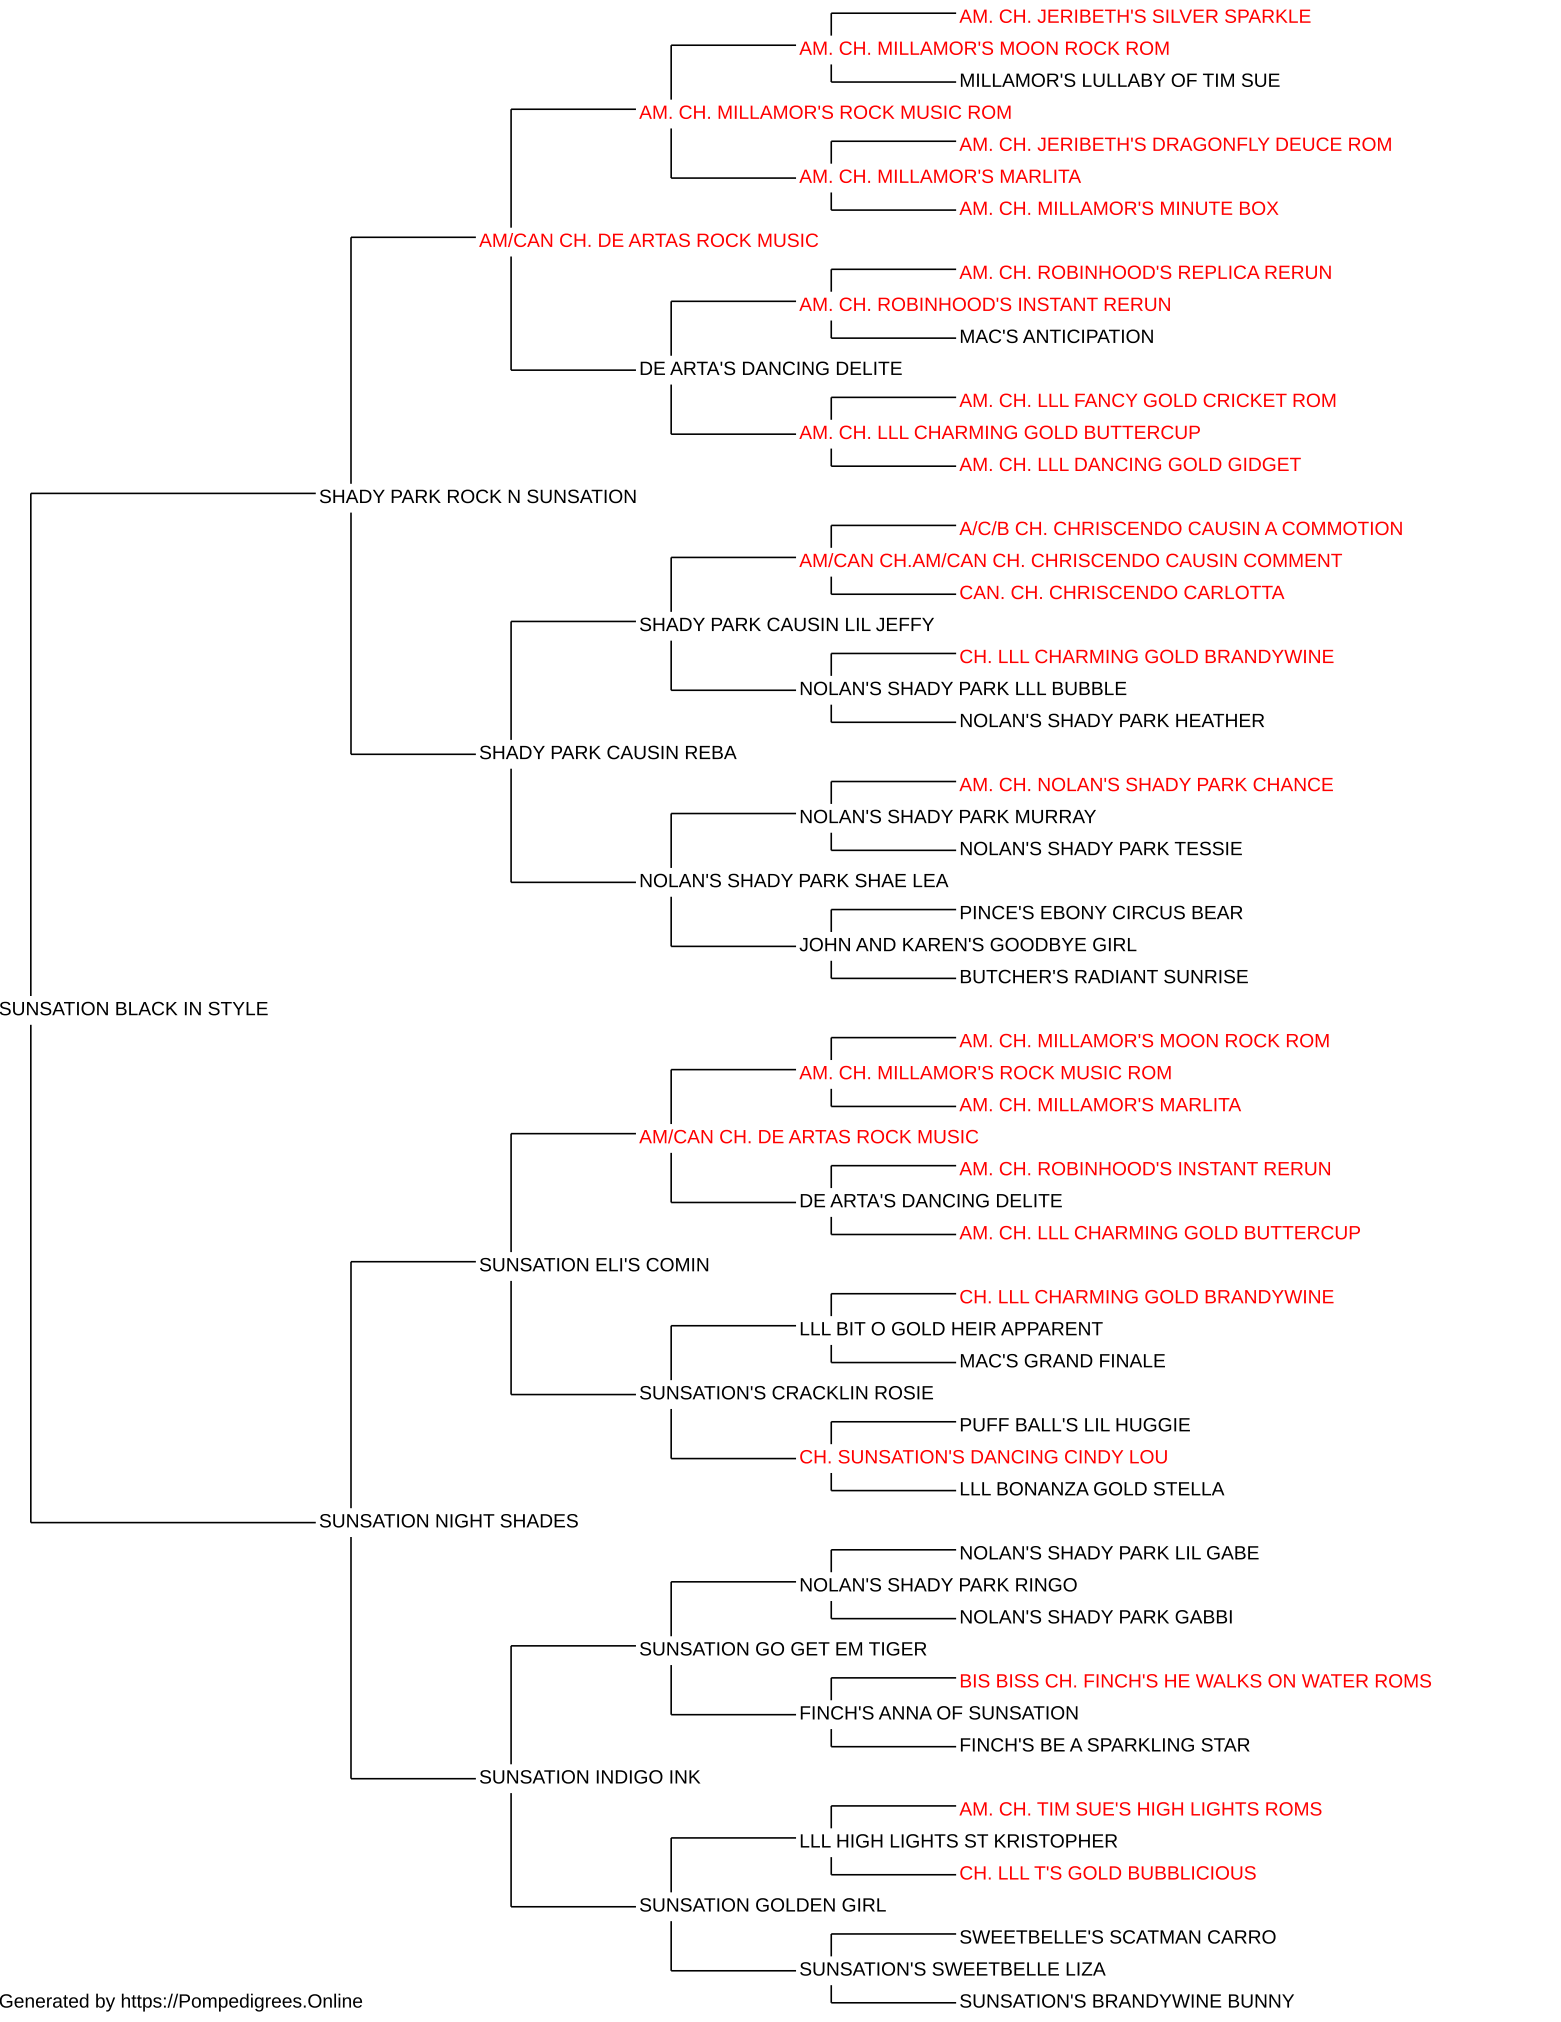 AM. CH. JERIBETH'S SILVER SPARKLE
AM. CH. MILLAMOR'S MOON ROCK ROM
MILLAMOR'S LULLABY OF TIM SUE
AM. CH. MILLAMOR'S ROCK MUSIC ROM
AM. CH. JERIBETH'S DRAGONFLY DEUCE ROM
AM. CH. MILLAMOR'S MARLITA
AM. CH. MILLAMOR'S MINUTE BOX
AM/CAN CH. DE ARTAS ROCK MUSIC
AM. CH. ROBINHOOD'S REPLICA RERUN
AM. CH. ROBINHOOD'S INSTANT RERUN
MAC'S ANTICIPATION
DE ARTA'S DANCING DELITE
AM. CH. LLL FANCY GOLD CRICKET ROM
AM. CH. LLL CHARMING GOLD BUTTERCUP
AM. CH. LLL DANCING GOLD GIDGET
SHADY PARK ROCK N SUNSATION
A/C/B CH. CHRISCENDO CAUSIN A COMMOTION
AM/CAN CH.AM/CAN CH. CHRISCENDO CAUSIN COMMENT
CAN. CH. CHRISCENDO CARLOTTA
SHADY PARK CAUSIN LIL JEFFY
CH. LLL CHARMING GOLD BRANDYWINE
NOLAN'S SHADY PARK LLL BUBBLE
NOLAN'S SHADY PARK HEATHER
SHADY PARK CAUSIN REBA
AM. CH. NOLAN'S SHADY PARK CHANCE
NOLAN'S SHADY PARK MURRAY
NOLAN'S SHADY PARK TESSIE
NOLAN'S SHADY PARK SHAE LEA
PINCE'S EBONY CIRCUS BEAR
JOHN AND KAREN'S GOODBYE GIRL
BUTCHER'S RADIANT SUNRISE
SUNSATION BLACK IN STYLE
AM. CH. MILLAMOR'S MOON ROCK ROM
AM. CH. MILLAMOR'S ROCK MUSIC ROM
AM. CH. MILLAMOR'S MARLITA
AM/CAN CH. DE ARTAS ROCK MUSIC
AM. CH. ROBINHOOD'S INSTANT RERUN
DE ARTA'S DANCING DELITE
AM. CH. LLL CHARMING GOLD BUTTERCUP
SUNSATION ELI'S COMIN
CH. LLL CHARMING GOLD BRANDYWINE
LLL BIT O GOLD HEIR APPARENT
MAC'S GRAND FINALE
SUNSATION'S CRACKLIN ROSIE
PUFF BALL'S LIL HUGGIE
CH. SUNSATION'S DANCING CINDY LOU
LLL BONANZA GOLD STELLA
SUNSATION NIGHT SHADES
NOLAN'S SHADY PARK LIL GABE
NOLAN'S SHADY PARK RINGO
NOLAN'S SHADY PARK GABBI
SUNSATION GO GET EM TIGER
BIS BISS CH. FINCH'S HE WALKS ON WATER ROMS
FINCH'S ANNA OF SUNSATION
FINCH'S BE A SPARKLING STAR
SUNSATION INDIGO INK
AM. CH. TIM SUE'S HIGH LIGHTS ROMS
LLL HIGH LIGHTS ST KRISTOPHER
CH. LLL T'S GOLD BUBBLICIOUS
SUNSATION GOLDEN GIRL
SWEETBELLE'S SCATMAN CARRO
SUNSATION'S SWEETBELLE LIZA
SUNSATION'S BRANDYWINE BUNNY
Generated by https://Pompedigrees.Online